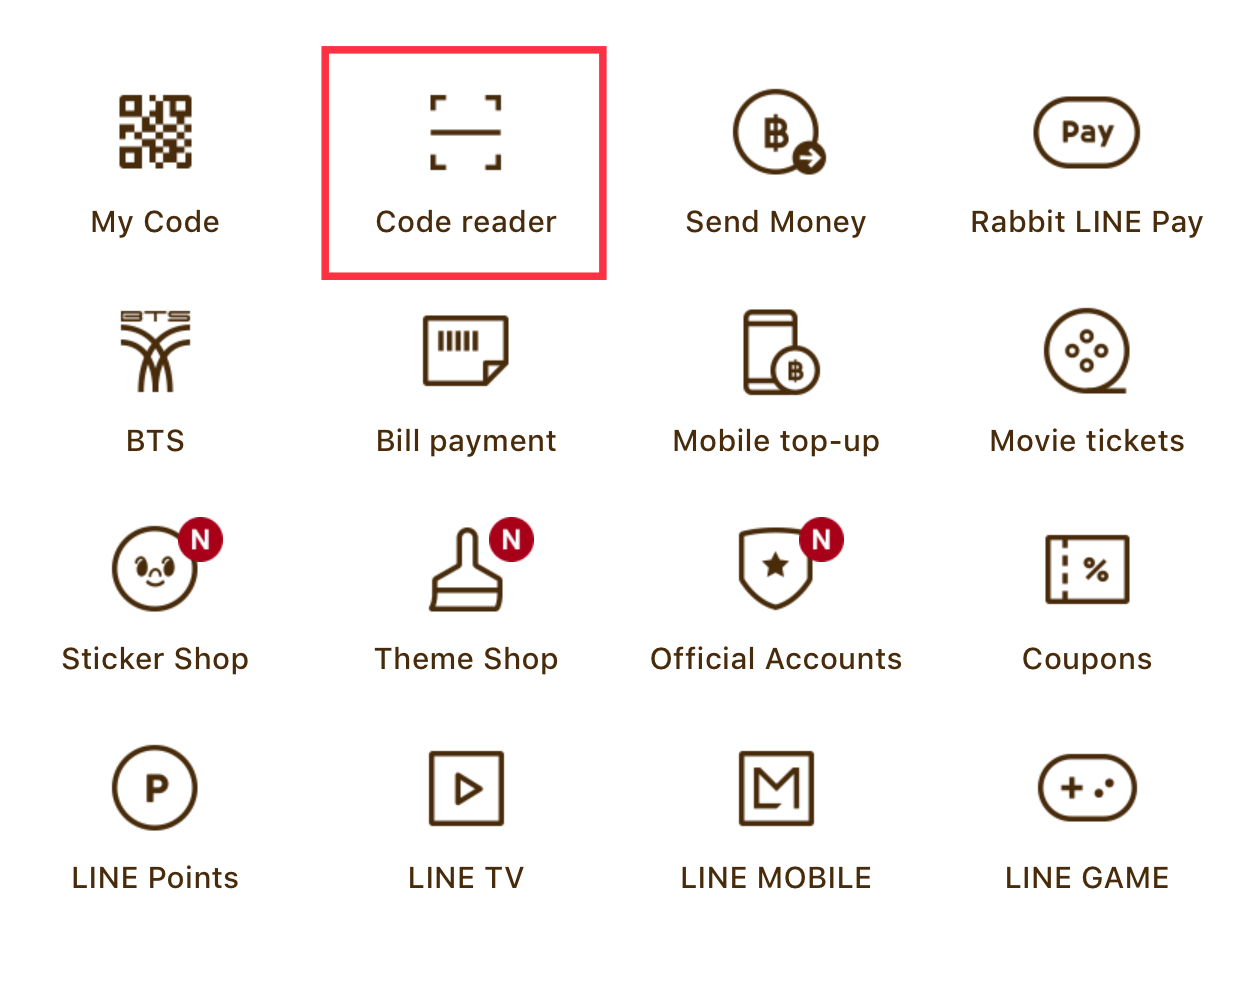 My Code
Code reader
฿
Send Money
Pay
Rabbit LINE Pay
BTS
BTS
Bill payment
฿
Mobile top-up
Movie tickets
N
Sticker Shop
N
Theme Shop
N
Official Accounts
%
Coupons
P
LINE Points
LINE TV
M
LINE MOBILE
LINE GAME